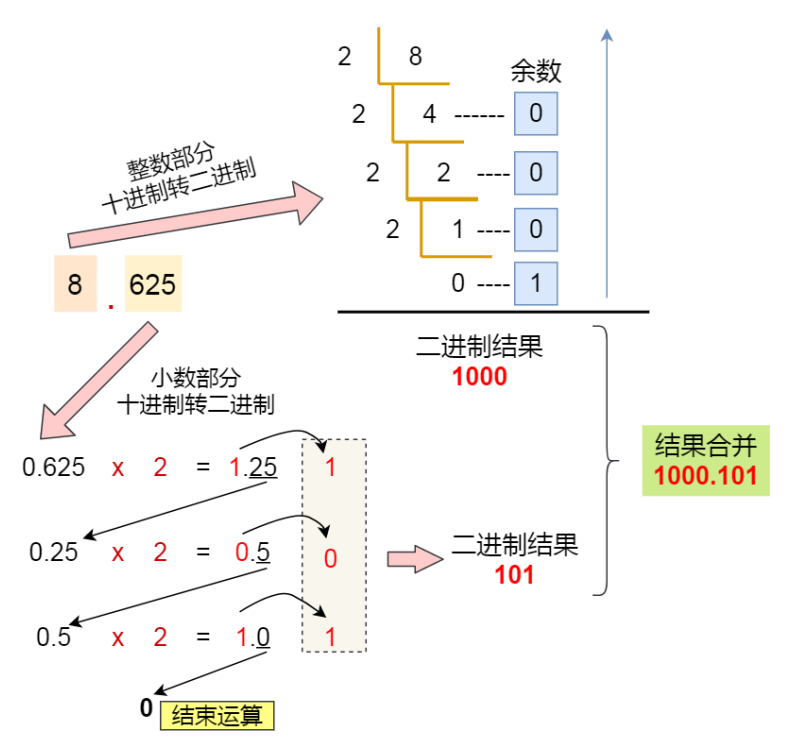 2 8
余数
2 4 ------ 0
2 2 ---- 0
2 1 ---- 0
0 ---- 1
二进制结果
1000
整数部分
十进制转二进制
8 . 625
小数部分
十进制转二进制
0.625 x 2 = 1.25 1
0.25 x 2 = 0.5 0
0.5 x 2 = 1.0 1
0 结束运算
二进制结果
101
结果合并
1000.101